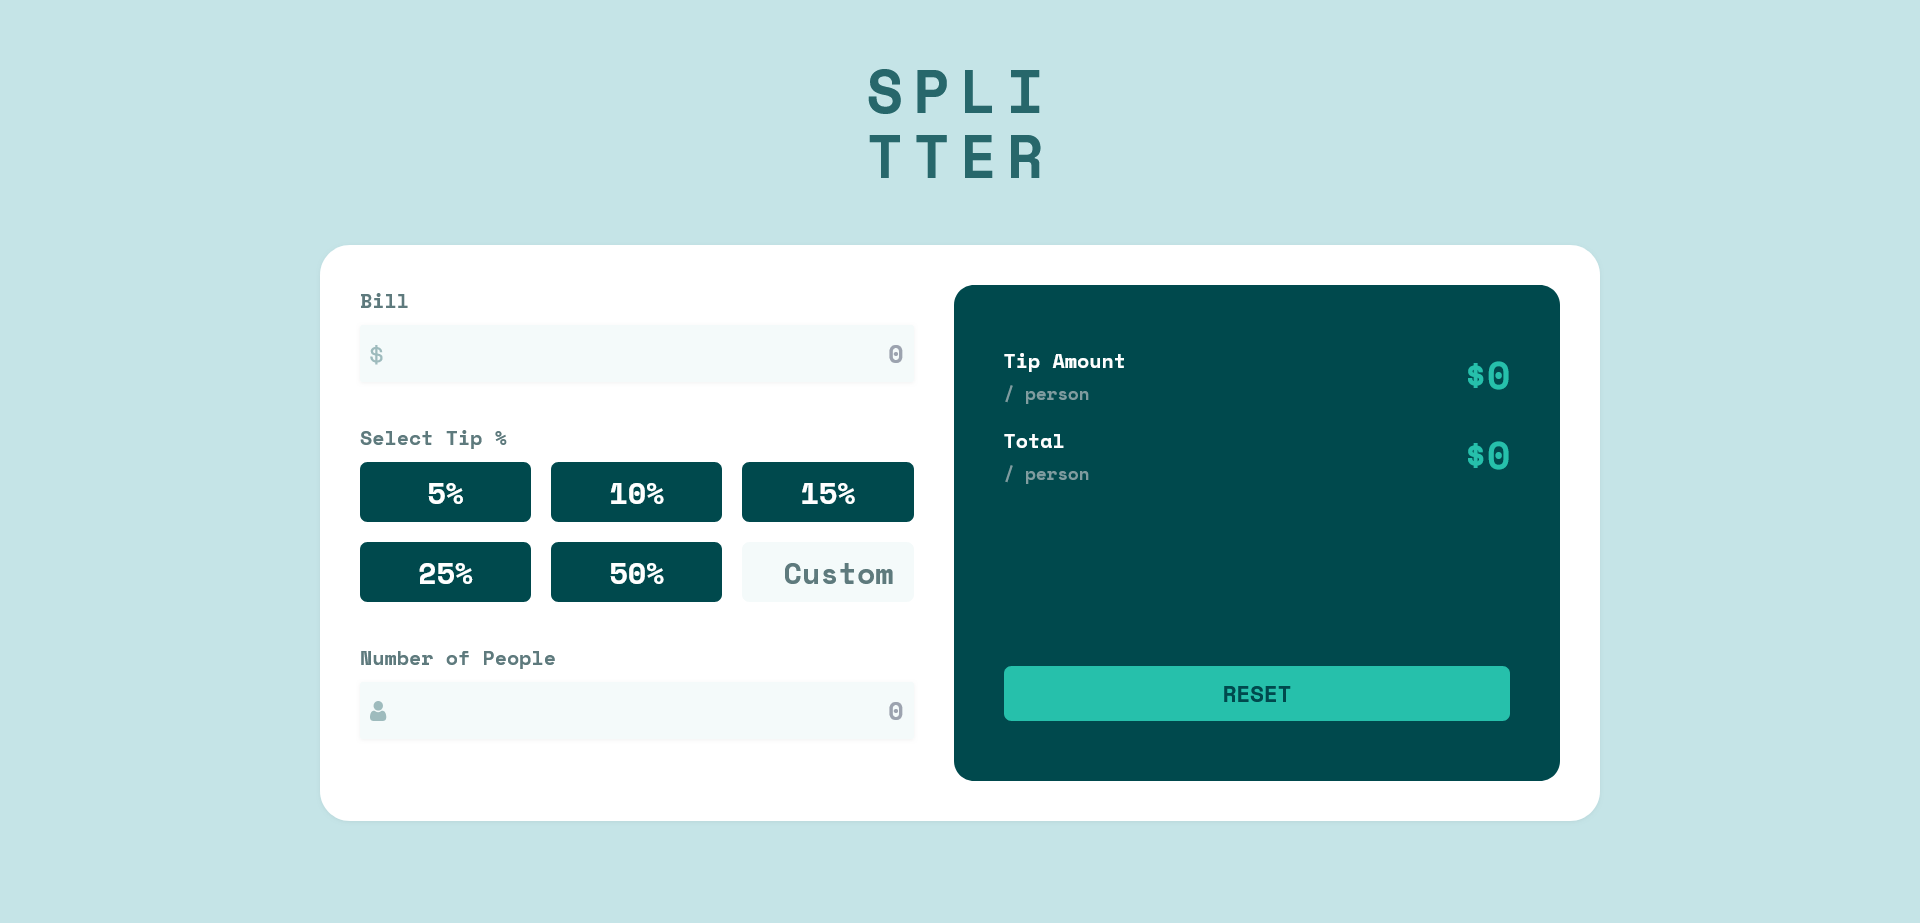 SPLI
TTER
Bill
$ 0
Select Tip %
5% 10% 15%
25% 50% Custom
Number of People
0
Tip Amount
/ person
$0
Total
/ person
$0
RESET